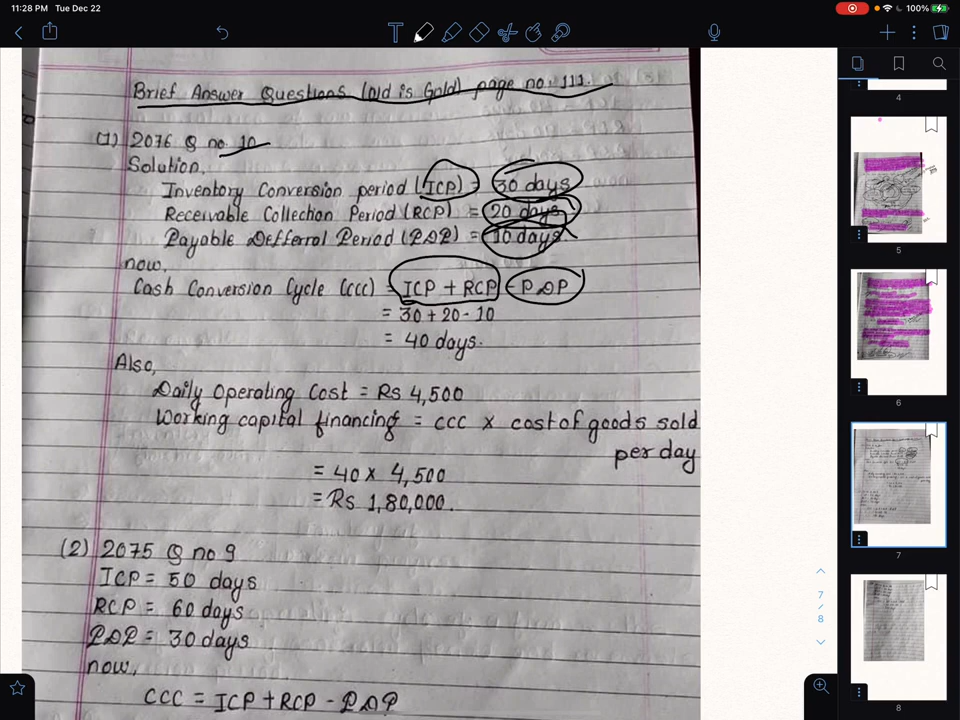 11:28 PM Tue Dec 22
100%
Brief Answer Questions (Old is Gold) page no. 111.
(1) 2076 Q no 10
Solution,
Inventory Conversion period (ICP) = 30 days
Receivable Collection Period (RCP) = 20 days
Payable Defferal Period (PDP) = 10 days
now,
Cash Conversion Cycle (CCC) = ICP + RCP - PDP
= 30 + 20 - 10
= 40 days.
Also,
Daily Operating Cost = Rs 4,500
Working capital financing = CCC x cost of goods sold
per day
= 40 x 4,500
= Rs 1,80,000.
(2) 2075 Q no 9
ICP = 50 days
RCP = 60 days
PDP = 30 days
now,
CCC = ICP + RCP - PDP
4
5
6
7
8
7
/
8